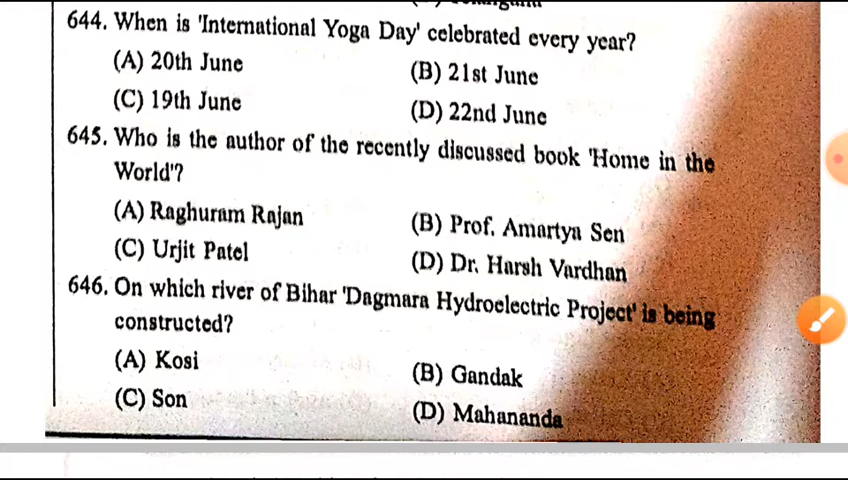 644. When is 'International Yoga Day' celebrated every year?
(A) 20th June (B) 21st June
(C) 19th June (D) 22nd June
645. Who is the author of the recently discussed book 'Home in the
World'?
(A) Raghuram Rajan (B) Prof. Amartya Sen
(C) Urjit Patel (D) Dr. Harsh Vardhan
646. On which river of Bihar 'Dagmara Hydroelectric Project' is being
constructed?
(A) Kosi (B) Gandak
(C) Son (D) Mahananda